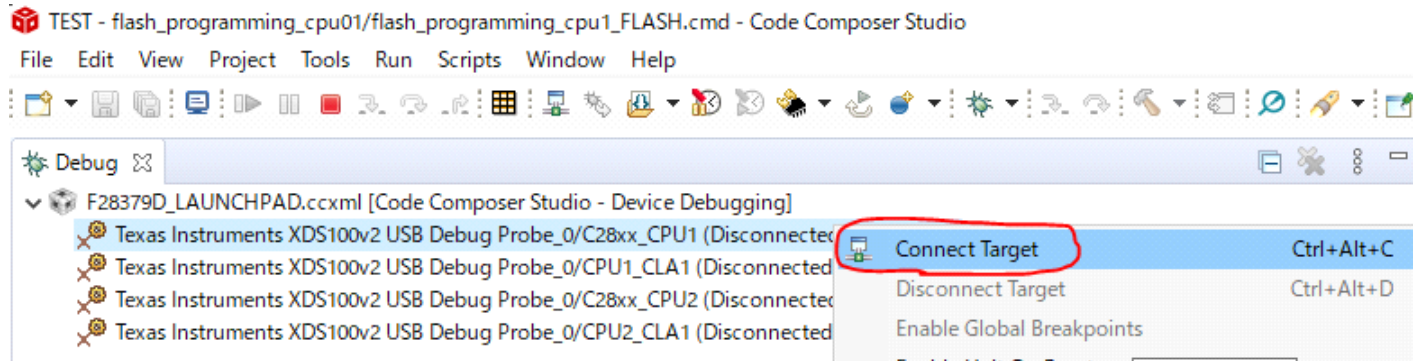 TEST - flash_programming_cpu01/flash_programming_cpu1_FLASH.cmd - Code Composer Studio
File Edit View Project Tools Run Scripts Window Help
Debug
F28379D_LAUNCHPAD.ccxml [Code Composer Studio - Device Debugging]
Texas Instruments XDS100v2 USB Debug Probe_0/C28xx_CPU1 (Disconnected
Connect Target Ctrl+Alt+C
Texas Instruments XDS100v2 USB Debug Probe_0/CPU1_CLA1 (Disconnected
Disconnect Target Ctrl+Alt+D
Texas Instruments XDS100v2 USB Debug Probe_0/C28xx_CPU2 (Disconnected
Enable Global Breakpoints
Texas Instruments XDS100v2 USB Debug Probe_0/CPU2_CLA1 (Disconnected